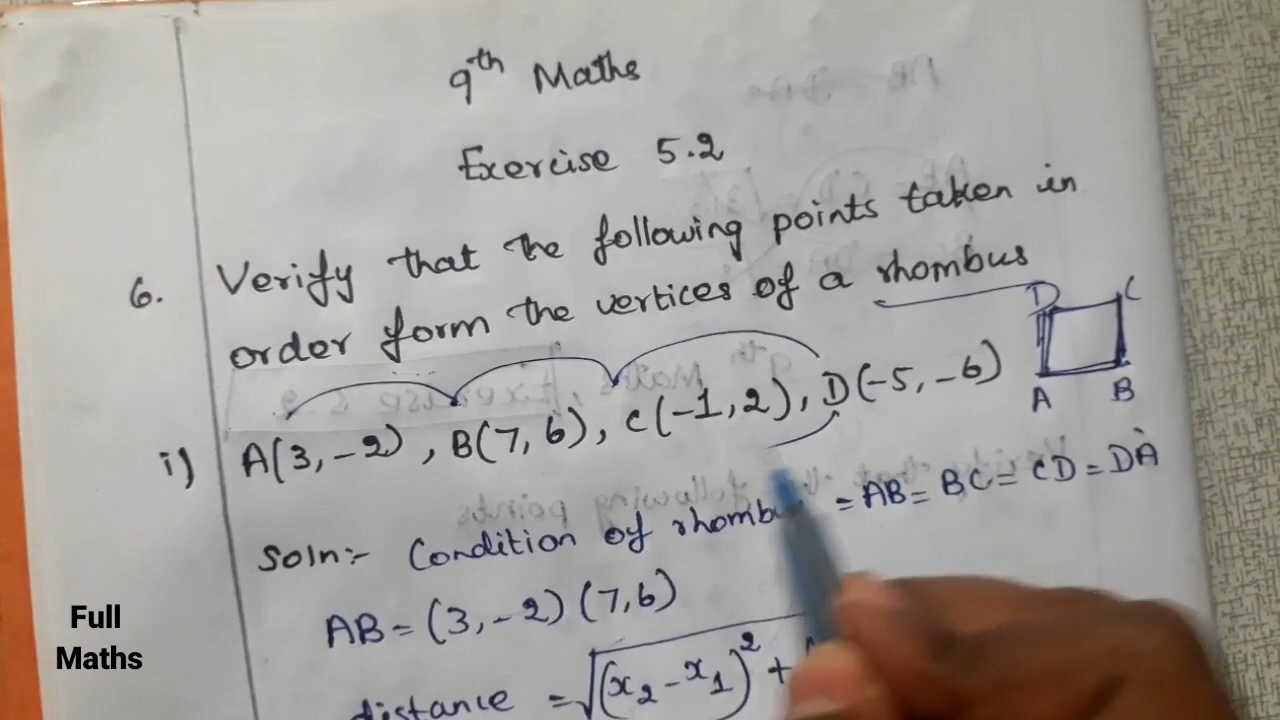 9th Maths
Exercise 5.2
6. Verify that the following points taken in
order form the vertices of a rhombus
D C
i) A(3,-2), B(7,6), C(-1,2), D(-5,-6)
A B
Soln:- Condition of rhombus = AB = BC = CD = DA
AB = (3,-2) (7,6)
distance = √(x₂-x₁)² +
Full
Maths